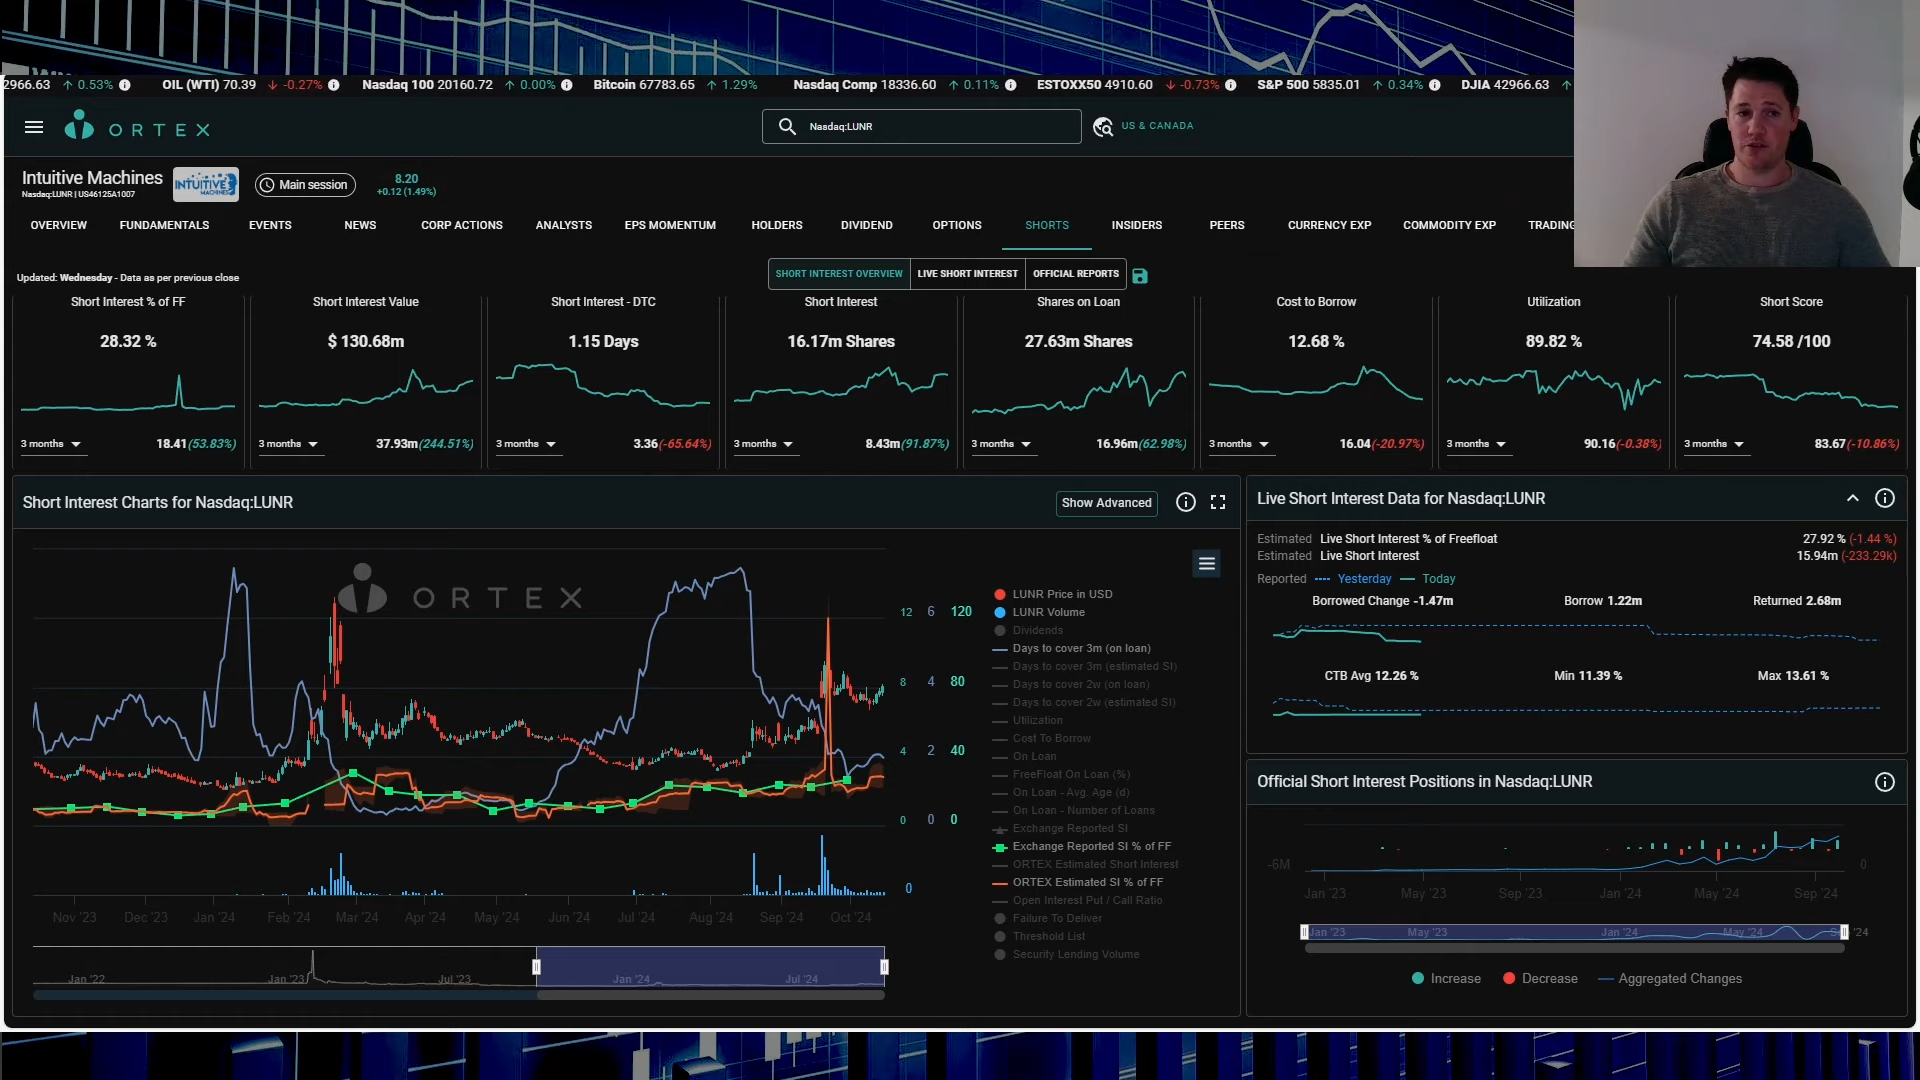 2966.63 ↑ 0.53% OIL (WTI) 70.39 ↓ -0.27% Nasdaq 100 20160.72 ↑ 0.00% Bitcoin 67783.65 ↑ 1.29% Nasdaq Comp 18336.60 ↑ 0.11% ESTOXX50 4910.60 ↓ -0.73% S&P 500 5835.01 ↑ 0.34% DJIA 42966.63 ↑
ORTEX
Nasdaq:LUNR
US & CANADA
Intuitive Machines
Nasdaq:LUNR | US46125A1007
INTUITIVE MACHINES
Main session
8.20
+0.12 (1.49%)
OVERVIEW FUNDAMENTALS EVENTS NEWS CORP ACTIONS ANALYSTS EPS MOMENTUM HOLDERS DIVIDEND OPTIONS SHORTS INSIDERS PEERS CURRENCY EXP COMMODITY EXP TRADING
Updated: Wednesday - Data as per previous close
SHORT INTEREST OVERVIEW LIVE SHORT INTEREST OFFICIAL REPORTS
Short Interest % of FF Short Interest Value Short Interest - DTC Short Interest Shares on Loan Cost to Borrow Utilization Short Score
28.32 % $ 130.68m 1.15 Days 16.17m Shares 27.63m Shares 12.68 % 89.82 % 74.58 /100
3 months 18.41(53.83%) 3 months 37.93m(244.51%) 3 months 3.36(-65.64%) 3 months 8.43m(91.87%) 3 months 16.96m(62.98%) 3 months 16.04(-20.97%) 3 months 90.16(-0.38%) 3 months 83.67(-10.86%)
Short Interest Charts for Nasdaq:LUNR
Show Advanced
ORTEX
12 6 120
8 4 80
4 2 40
0 0 0
0
Nov '23 Dec '23 Jan '24 Feb '24 Mar '24 Apr '24 May '24 Jun '24 Jul '24 Aug '24 Sep '24 Oct '24
Jan '22 Jan '23 Jul '23 Jan '24 Jul '24
LUNR Price in USD
LUNR Volume
Dividends
Days to cover 3m (on loan)
Days to cover 3m (estimated SI)
Days to cover 2w (on loan)
Days to cover 2w (estimated SI)
Utilization
Cost To Borrow
On Loan
FreeFloat On Loan (%)
On Loan - Avg. Age (d)
On Loan - Number of Loans
Exchange Reported SI
Exchange Reported SI % of FF
ORTEX Estimated Short Interest
ORTEX Estimated SI % of FF
Open Interest Put / Call Ratio
Failure To Deliver
Threshold List
Security Lending Volume
Live Short Interest Data for Nasdaq:LUNR
Estimated Live Short Interest % of Freefloat 27.92 % (-1.44 %)
Estimated Live Short Interest 15.94m (-233.29k)
Reported Yesterday Today
Borrowed Change -1.47m Borrow 1.22m Returned 2.68m
CTB Avg 12.26 % Min 11.39 % Max 13.61 %
Official Short Interest Positions in Nasdaq:LUNR
-6M 0
Jan '23 May '23 Sep '23 Jan '24 May '24 Sep '24
Jan '23 May '23 Jan '24 May '24 '24
Increase Decrease Aggregated Changes